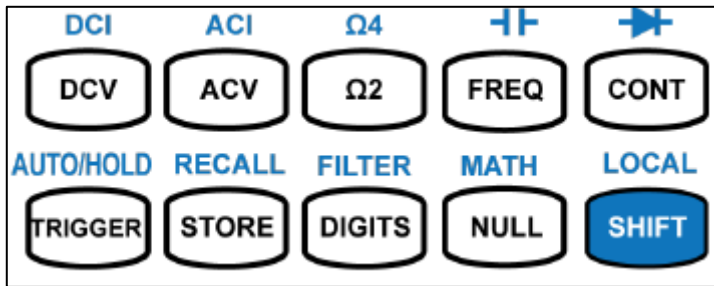 DCI ACI Ω4
DCV ACV Ω2 FREQ CONT
AUTO/HOLD RECALL FILTER MATH LOCAL
TRIGGER STORE DIGITS NULL SHIFT